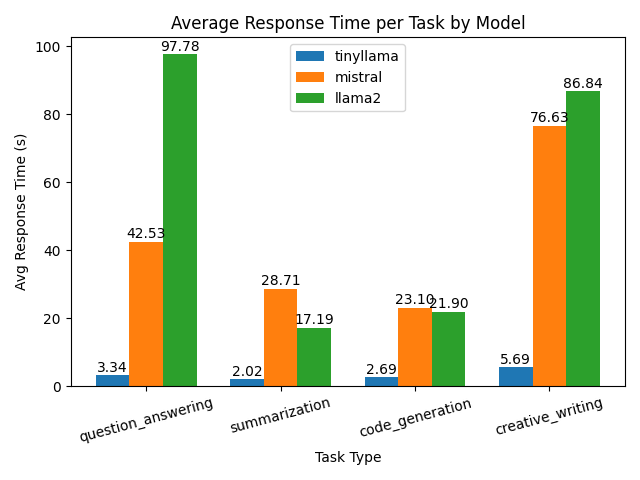 Average Response Time per Task by Model
tinyllama
mistral
llama2
Avg Response Time (s)
100
80
60
40
20
0
3.34
42.53
97.78
2.02
28.71
17.19
2.69
23.10
21.90
5.69
76.63
86.84
question_answering
summarization
code_generation
creative_writing
Task Type